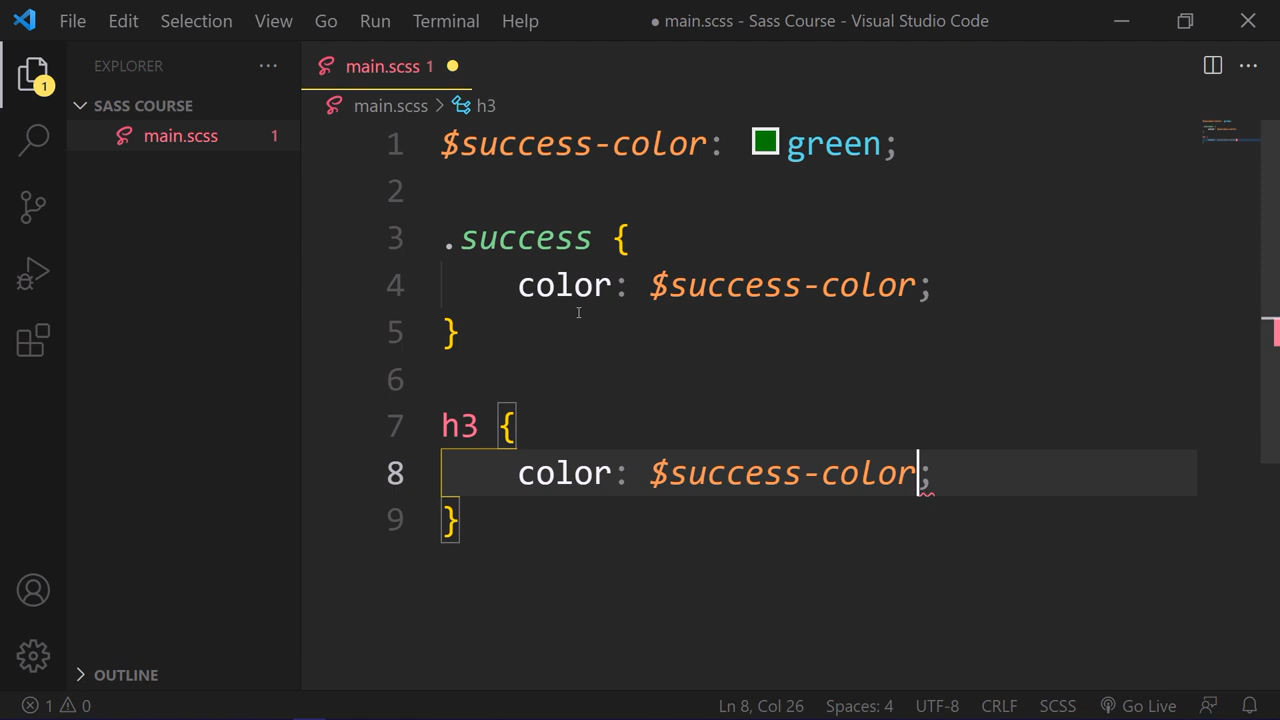 File Edit Selection View Go Run Terminal Help ● main.scss - Sass Course - Visual Studio Code
EXPLORER ···
main.scss 1
1
SASS COURSE
main.scss > h3
main.scss 1
1 $success-color: green;
2
3 .success {
4 color: $success-color;
5 }
6
7 h3 {
8 color: $success-color;
9 }
OUTLINE
1 0 Ln 8, Col 26 Spaces: 4 UTF-8 CRLF SCSS Go Live